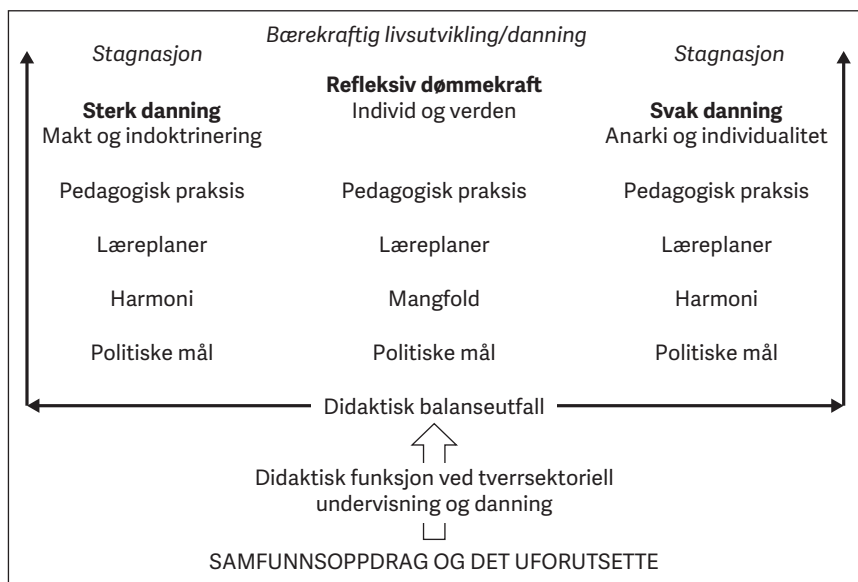 Bærekraftig livsutvikling/danning
Stagnasjon
Stagnasjon
Refleksiv dømmekraft
Individ og verden
Sterk danning
Makt og indoktrinering
Svak danning
Anarki og individualitet
Pedagogisk praksis
Pedagogisk praksis
Pedagogisk praksis
Læreplaner
Læreplaner
Læreplaner
Harmoni
Mangfold
Harmoni
Politiske mål
Politiske mål
Politiske mål
Didaktisk balanseutfall
Didaktisk funksjon ved tverrsektoriell
undervisning og danning
SAMFUNNSOPPDRAG OG DET UFORUTSETTE